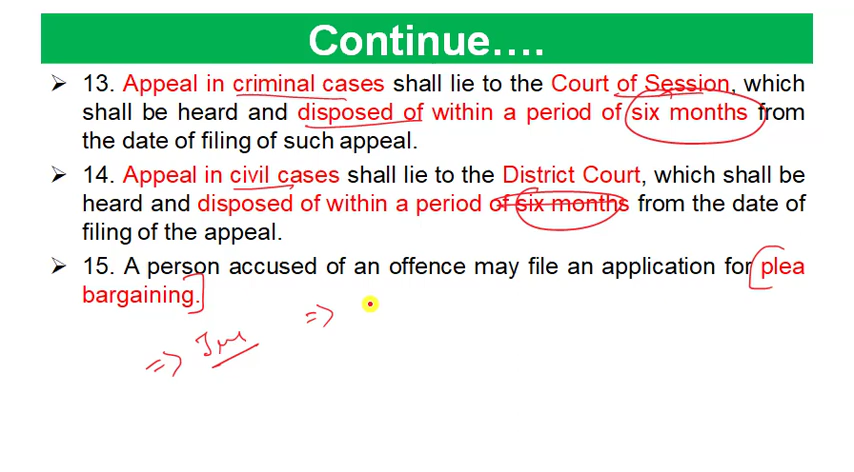 Continue….
➢ 13. Appeal in criminal cases shall lie to the Court of Session, which
shall be heard and disposed of within a period of six months from
the date of filing of such appeal.
➢ 14. Appeal in civil cases shall lie to the District Court, which shall be
heard and disposed of within a period of six months from the date of
filing of the appeal.
➢ 15. A person accused of an offence may file an application for plea
bargaining.